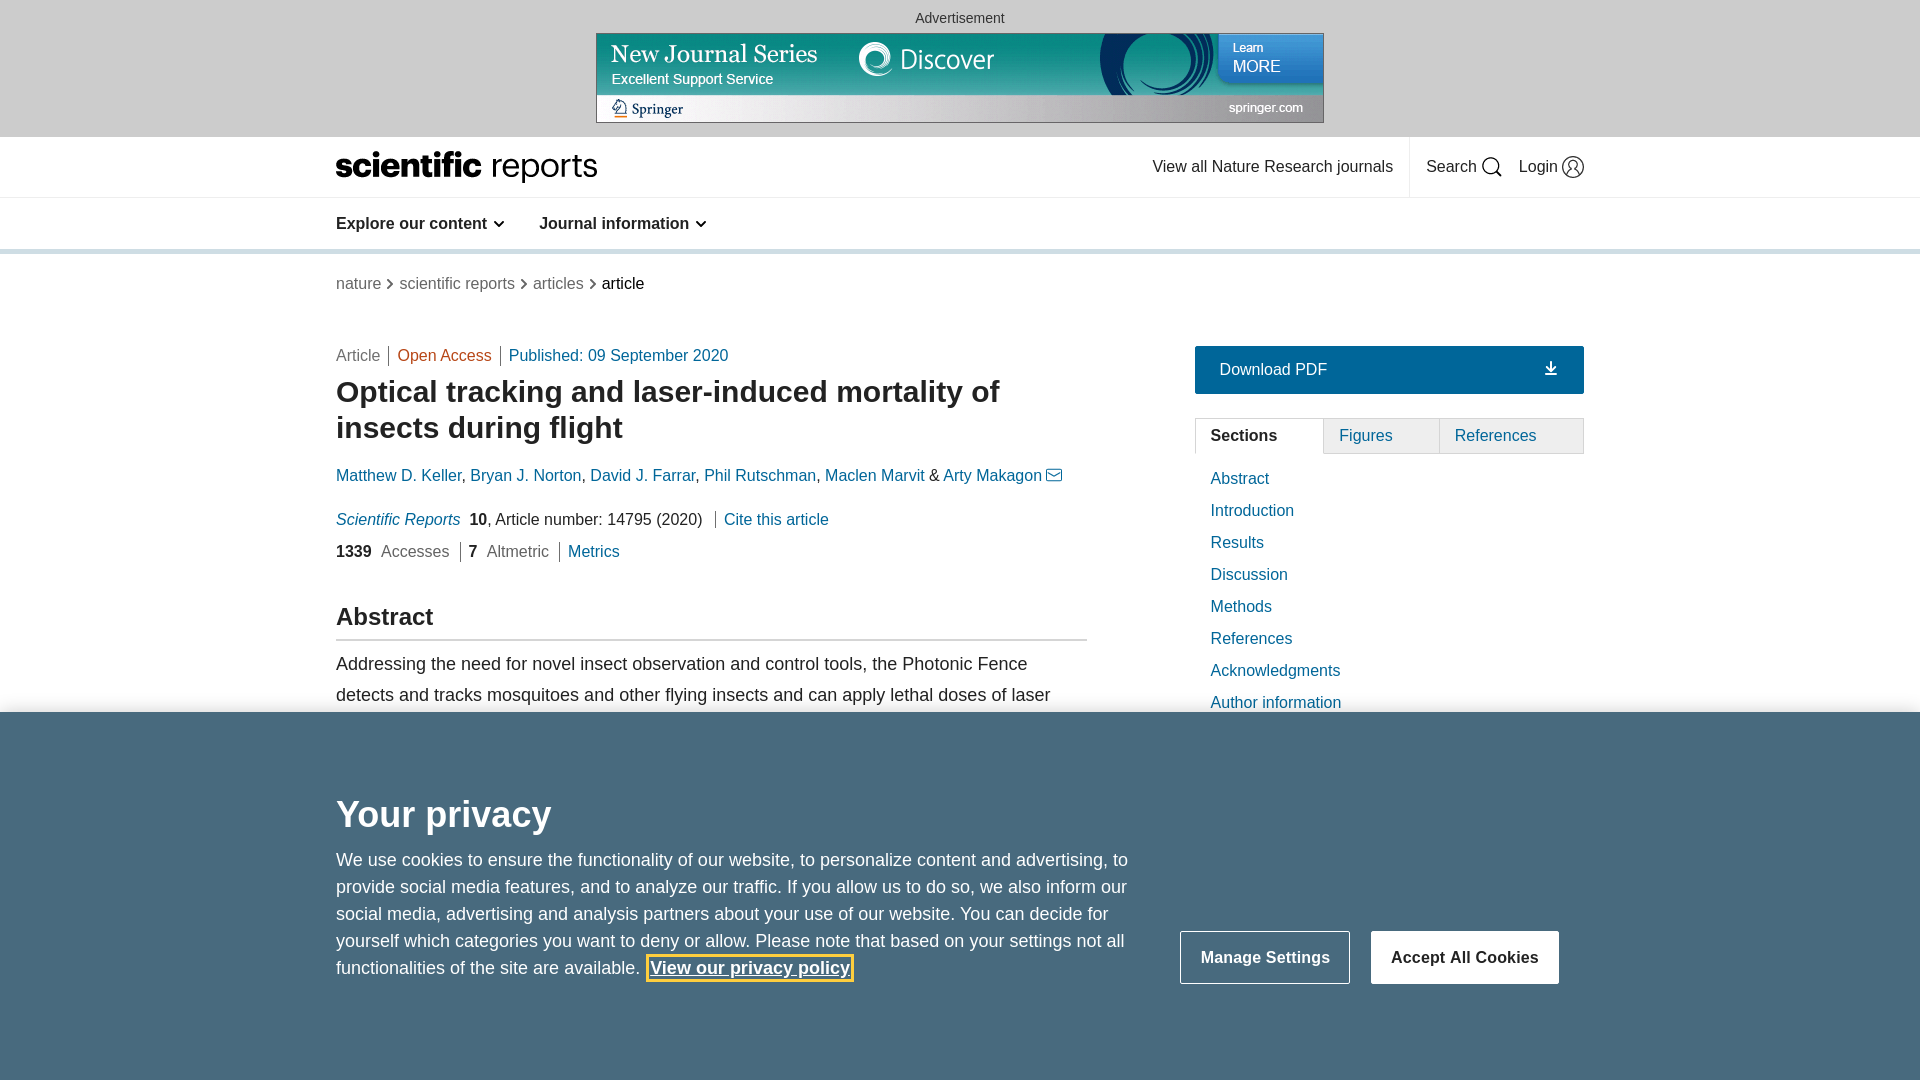 Advertisement
New Journal Series
Excellent Support Service
Discover
Learn
MORE
Springer
springer.com
scientific reports
View all Nature Research journals
Search
Login
Explore our content
Journal information
nature
scientific reports
articles
article
Article
Open Access
Published: 09 September 2020
Optical tracking and laser-induced mortality of
insects during flight
Matthew D. Keller, Bryan J. Norton, David J. Farrar, Phil Rutschman, Maclen Marvit & Arty Makagon
Scientific Reports 10, Article number: 14795 (2020)
Cite this article
1339 Accesses
7 Altmetric
Metrics
Abstract
Addressing the need for novel insect observation and control tools, the Photonic Fence
detects and tracks mosquitoes and other flying insects and can apply lethal doses of laser
Download PDF
Sections
Figures
References
Abstract
Introduction
Results
Discussion
Methods
References
Acknowledgments
Author information
Your privacy
We use cookies to ensure the functionality of our website, to personalize content and advertising, to
provide social media features, and to analyze our traffic. If you allow us to do so, we also inform our
social media, advertising and analysis partners about your use of our website. You can decide for
yourself which categories you want to deny or allow. Please note that based on your settings not all
functionalities of the site are available. View our privacy policy
Manage Settings
Accept All Cookies